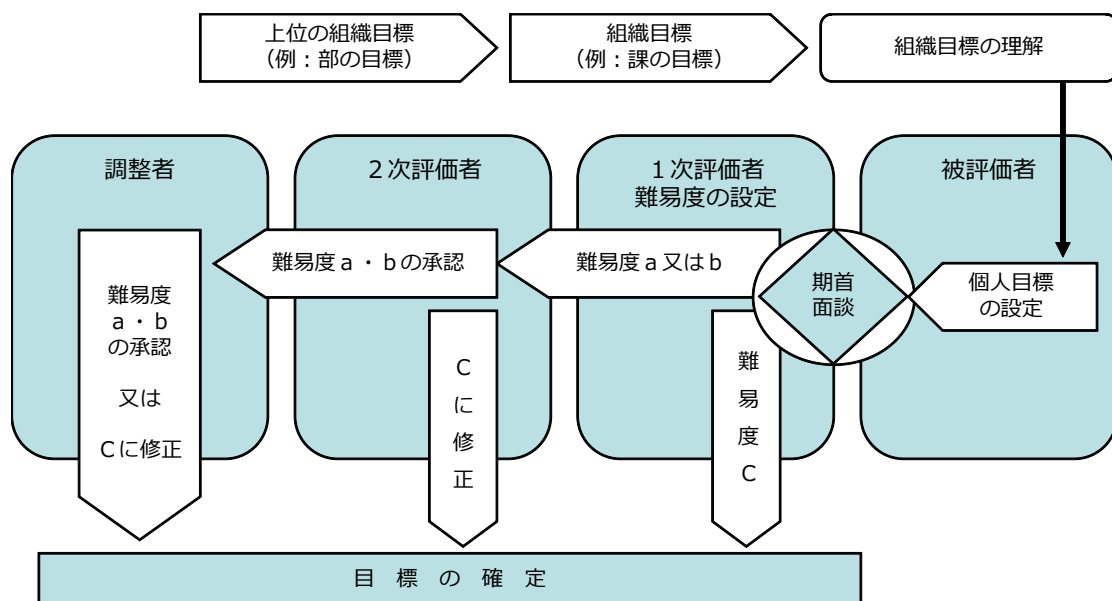 上位の組織目標
（例：部の目標）
組織目標
（例：課の目標）
組織目標の理解
調整者
２次評価者
１次評価者
難易度の設定
被評価者
難易度ａ・ｂの承認
難易度ａ又はｂ
期首
面談
個人目標
の設定
難易度
ａ・ｂ
の承認
又は
Ｃに修正
Ｃに修正
難易度Ｃ
目標の確定